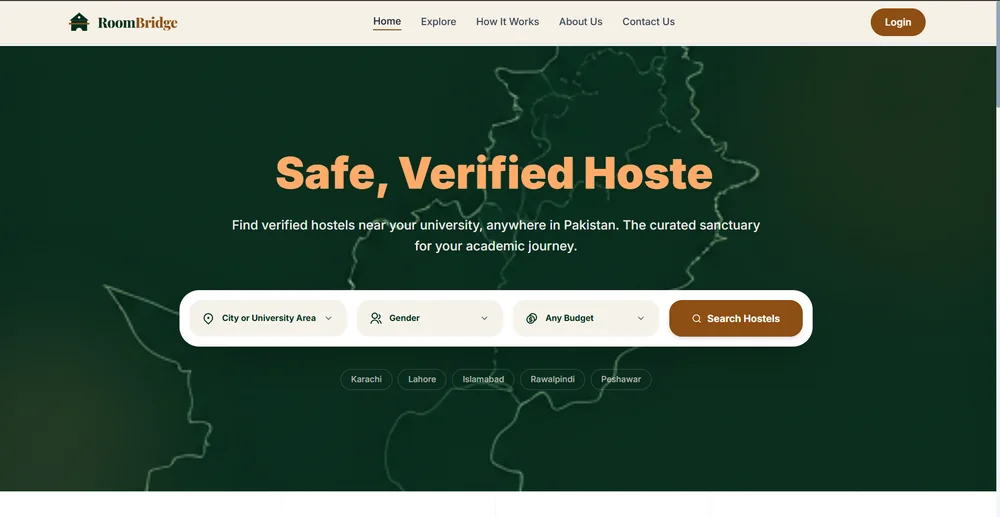 RoomBridge
Home
Explore
How It Works
About Us
Contact Us
Login
Safe, Verified Hoste
Find verified hostels near your university, anywhere in Pakistan. The curated sanctuary
for your academic journey.
City or University Area
Gender
Any Budget
Search Hostels
Karachi
Lahore
Islamabad
Rawalpindi
Peshawar